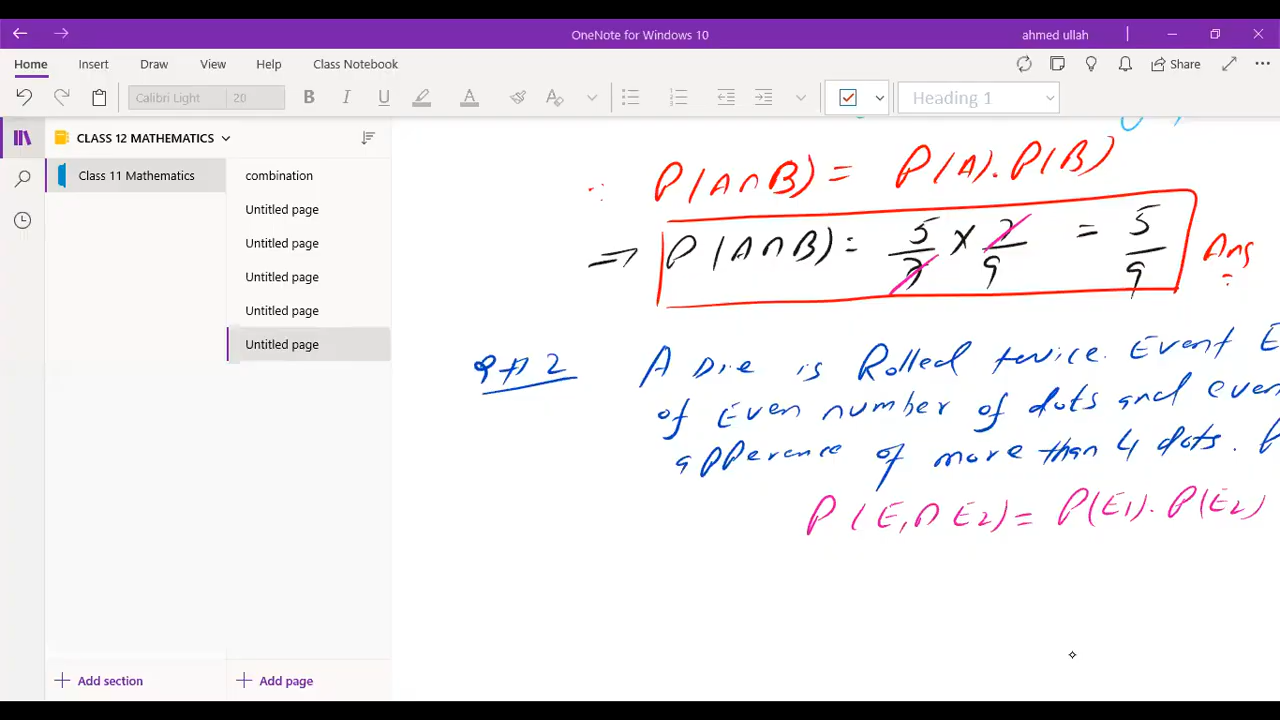 OneNote for Windows 10
ahmed ullah
Home Insert Draw View Help Class Notebook
Share
Calibri Light 20 B I U A
Heading 1
CLASS 12 MATHEMATICS
Class 11 Mathematics
combination
Untitled page
Untitled page
Untitled page
Untitled page
Untitled page
∴ P(A∩B) = P(A). P(B)
⇒ P(A∩B) = 5/7 × 7/9 = 5/9 Ans
Q#2 A Die is Rolled twice. Event E
of Even number of dots and even
apperence of more than 4 dots. P
P(E1∩E2) = P(E1). P(E2)
Add section
Add page